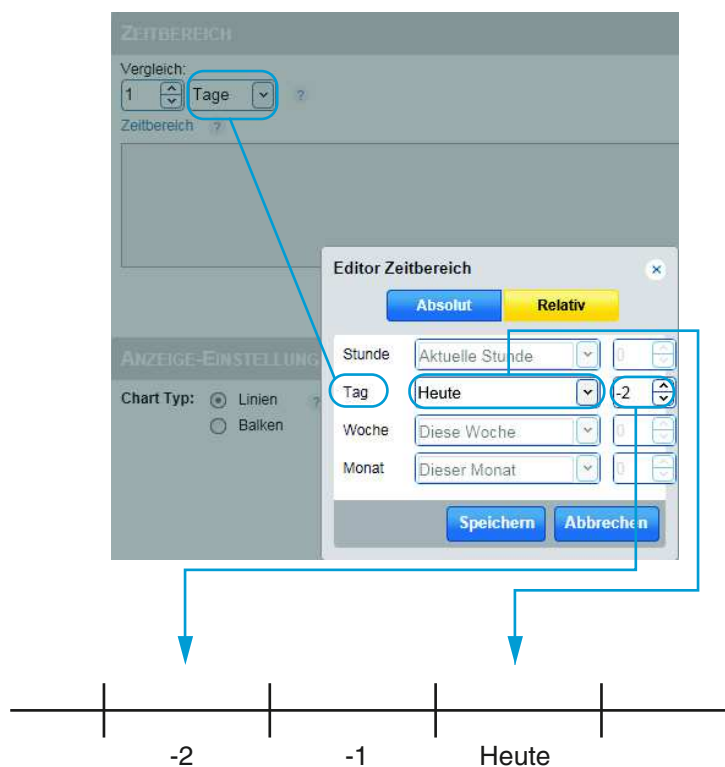 ZEITBEREICH
Vergleich:
1 Tage ?
Zeitbereich ?
Editor Zeitbereich
Absolut Relativ
Stunde Aktuelle Stunde 0
Tag Heute -2
Woche Diese Woche 0
Monat Dieser Monat 0
Speichern Abbrechen
ANZEIGE-EINSTELLUNG
Chart Typ: Linien ?
Balken
-2 -1 Heute